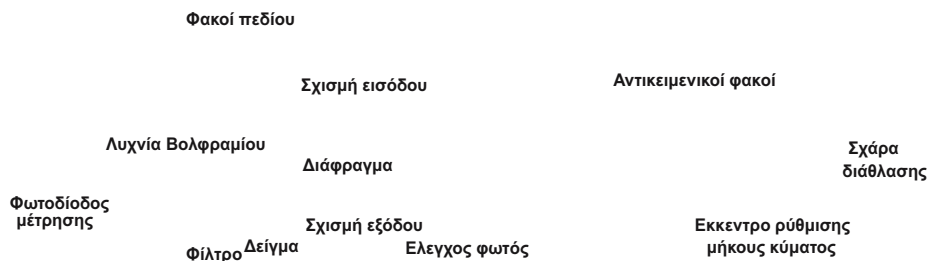 Φακοί πεδίου
Σχισμή εισόδου
Αντικειμενικοί φακοί
Λυχνία Βολφραμίου
Διάφραγμα
Σχάρα
διάθλασης
Φωτοδίοδος
μέτρησης
Σχισμή εξόδου
Εκκεντρο ρύθμισης
μήκους κύματος
Φίλτρο
Δείγμα
Ελεγχος φωτός